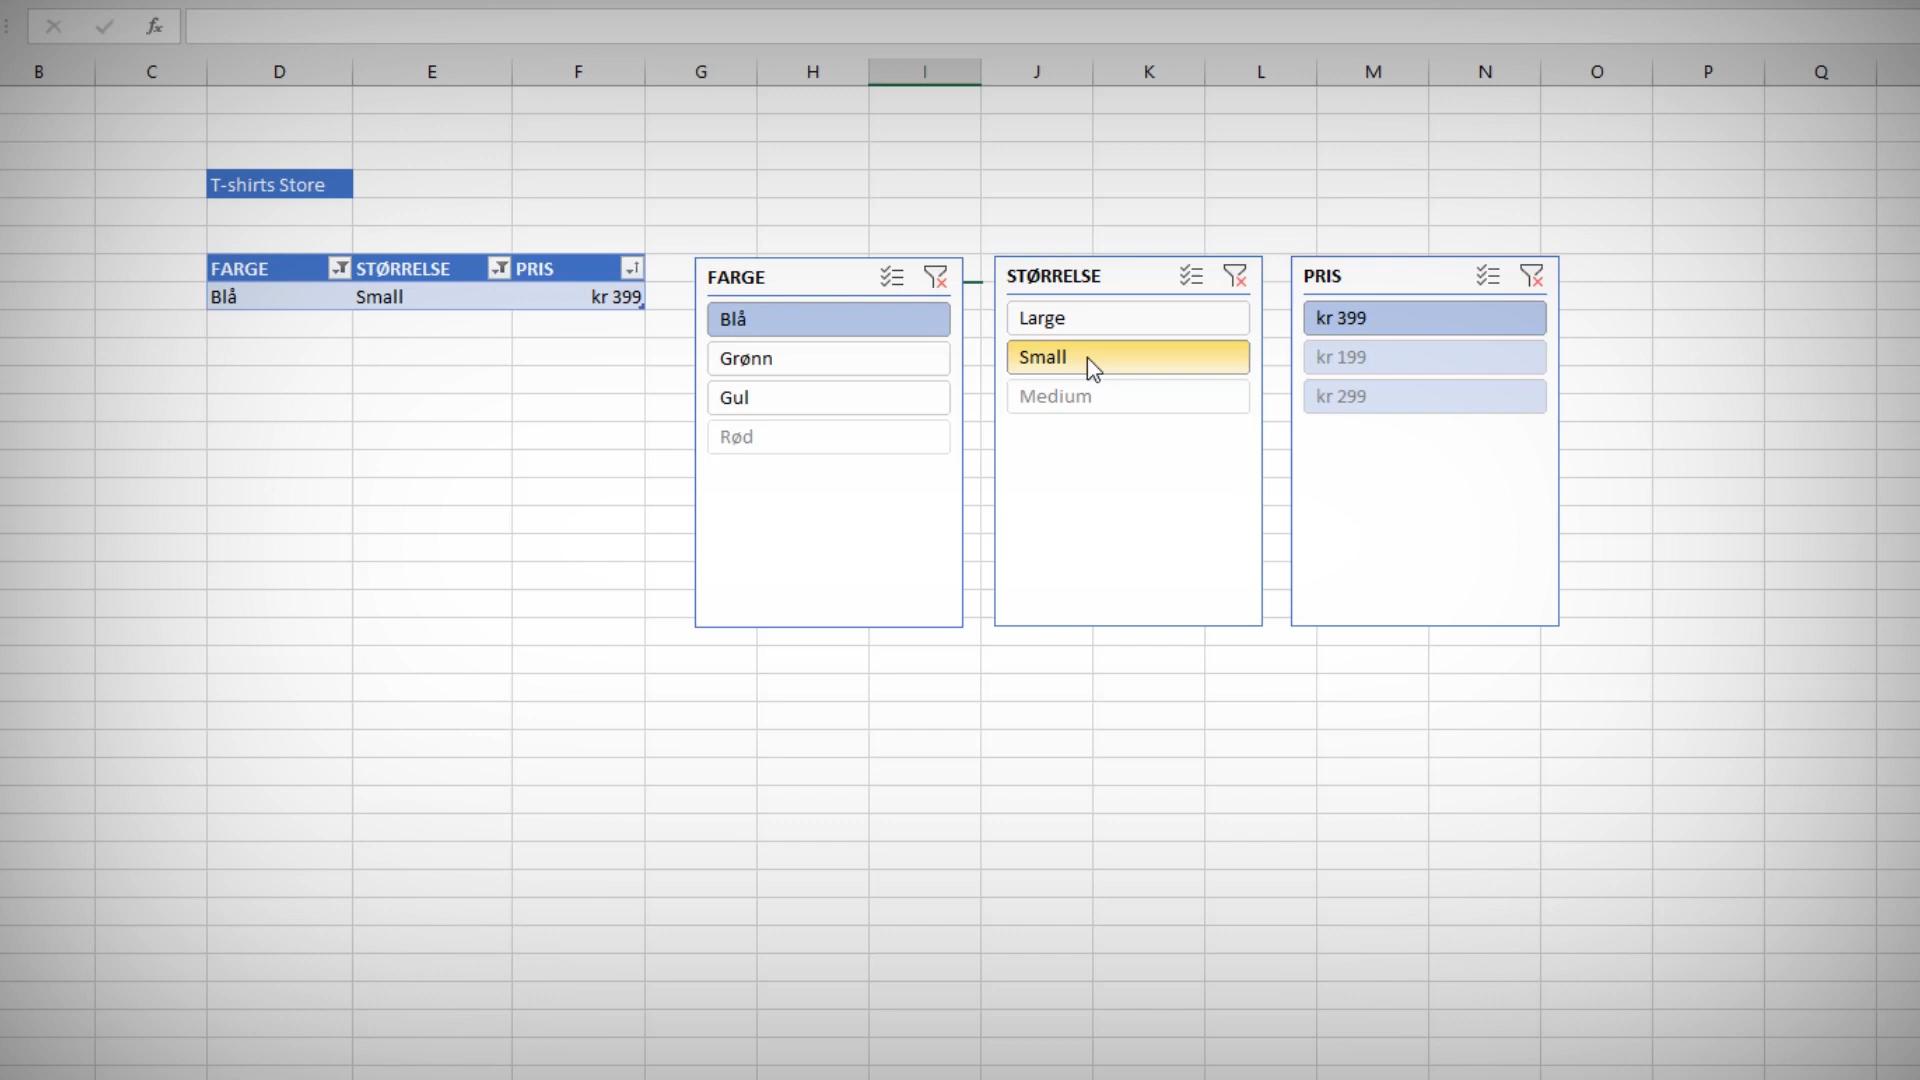 fx
B C D E F G H I J K L M N O P Q
T-shirts Store
FARGE STØRRELSE PRIS
Blå Small kr 399
FARGE
Blå
Grønn
Gul
Rød
STØRRELSE
Large
Small
Medium
PRIS
kr 399
kr 199
kr 299